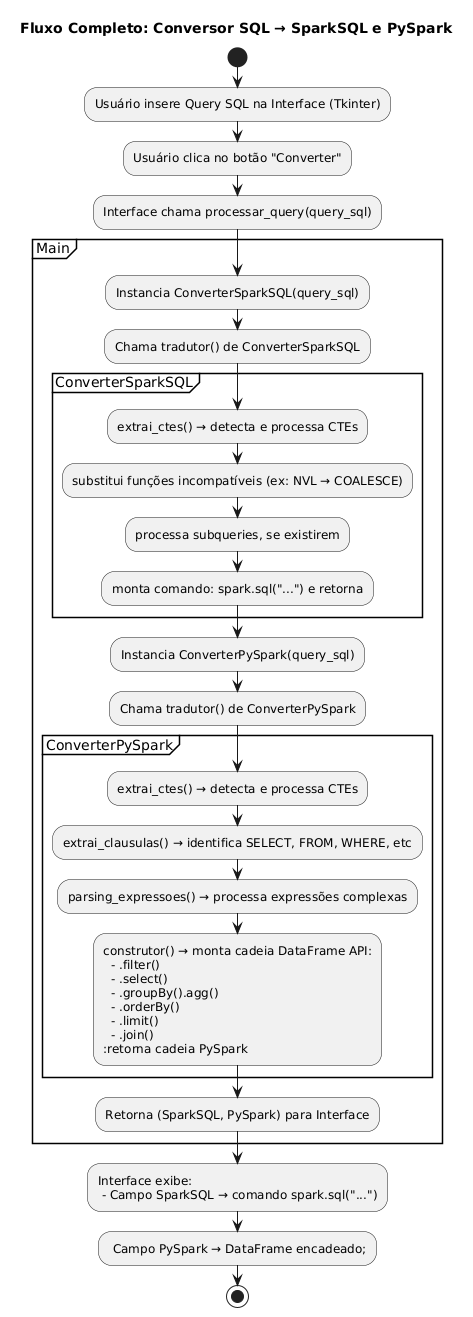 Fluxo Completo: Conversor SQL → SparkSQL e PySpark
Usuário insere Query SQL na Interface (Tkinter)
Usuário clica no botão "Converter"
Interface chama processar_query(query_sql)
Main
Instancia ConverterSparkSQL(query_sql)
Chama tradutor() de ConverterSparkSQL
ConverterSparkSQL
extrai_ctes() → detecta e processa CTEs
substitui funções incompatíveis (ex: NVL → COALESCE)
processa subqueries, se existirem
monta comando: spark.sql("...") e retorna
Instancia ConverterPySpark(query_sql)
Chama tradutor() de ConverterPySpark
ConverterPySpark
extrai_ctes() → detecta e processa CTEs
extrai_clausulas() → identifica SELECT, FROM, WHERE, etc
parsing_expressoes() → processa expressões complexas
construtor() → monta cadeia DataFrame API:
- .filter()
- .select()
- .groupBy().agg()
- .orderBy()
- .limit()
- .join()
:retorna cadeia PySpark
Retorna (SparkSQL, PySpark) para Interface
Interface exibe:
- Campo SparkSQL → comando spark.sql("...")
Campo PySpark → DataFrame encadeado;